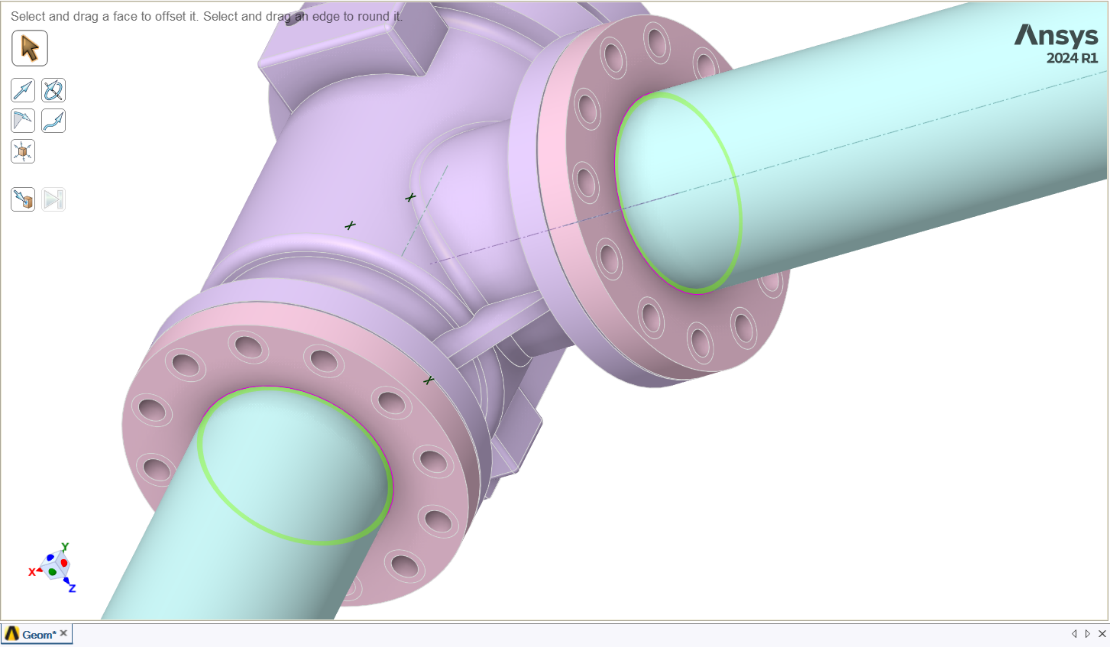 Select and drag a face to offset it. Select and drag an edge to round it.
Ansys
2024 R1
Y
X
Z
Geom*